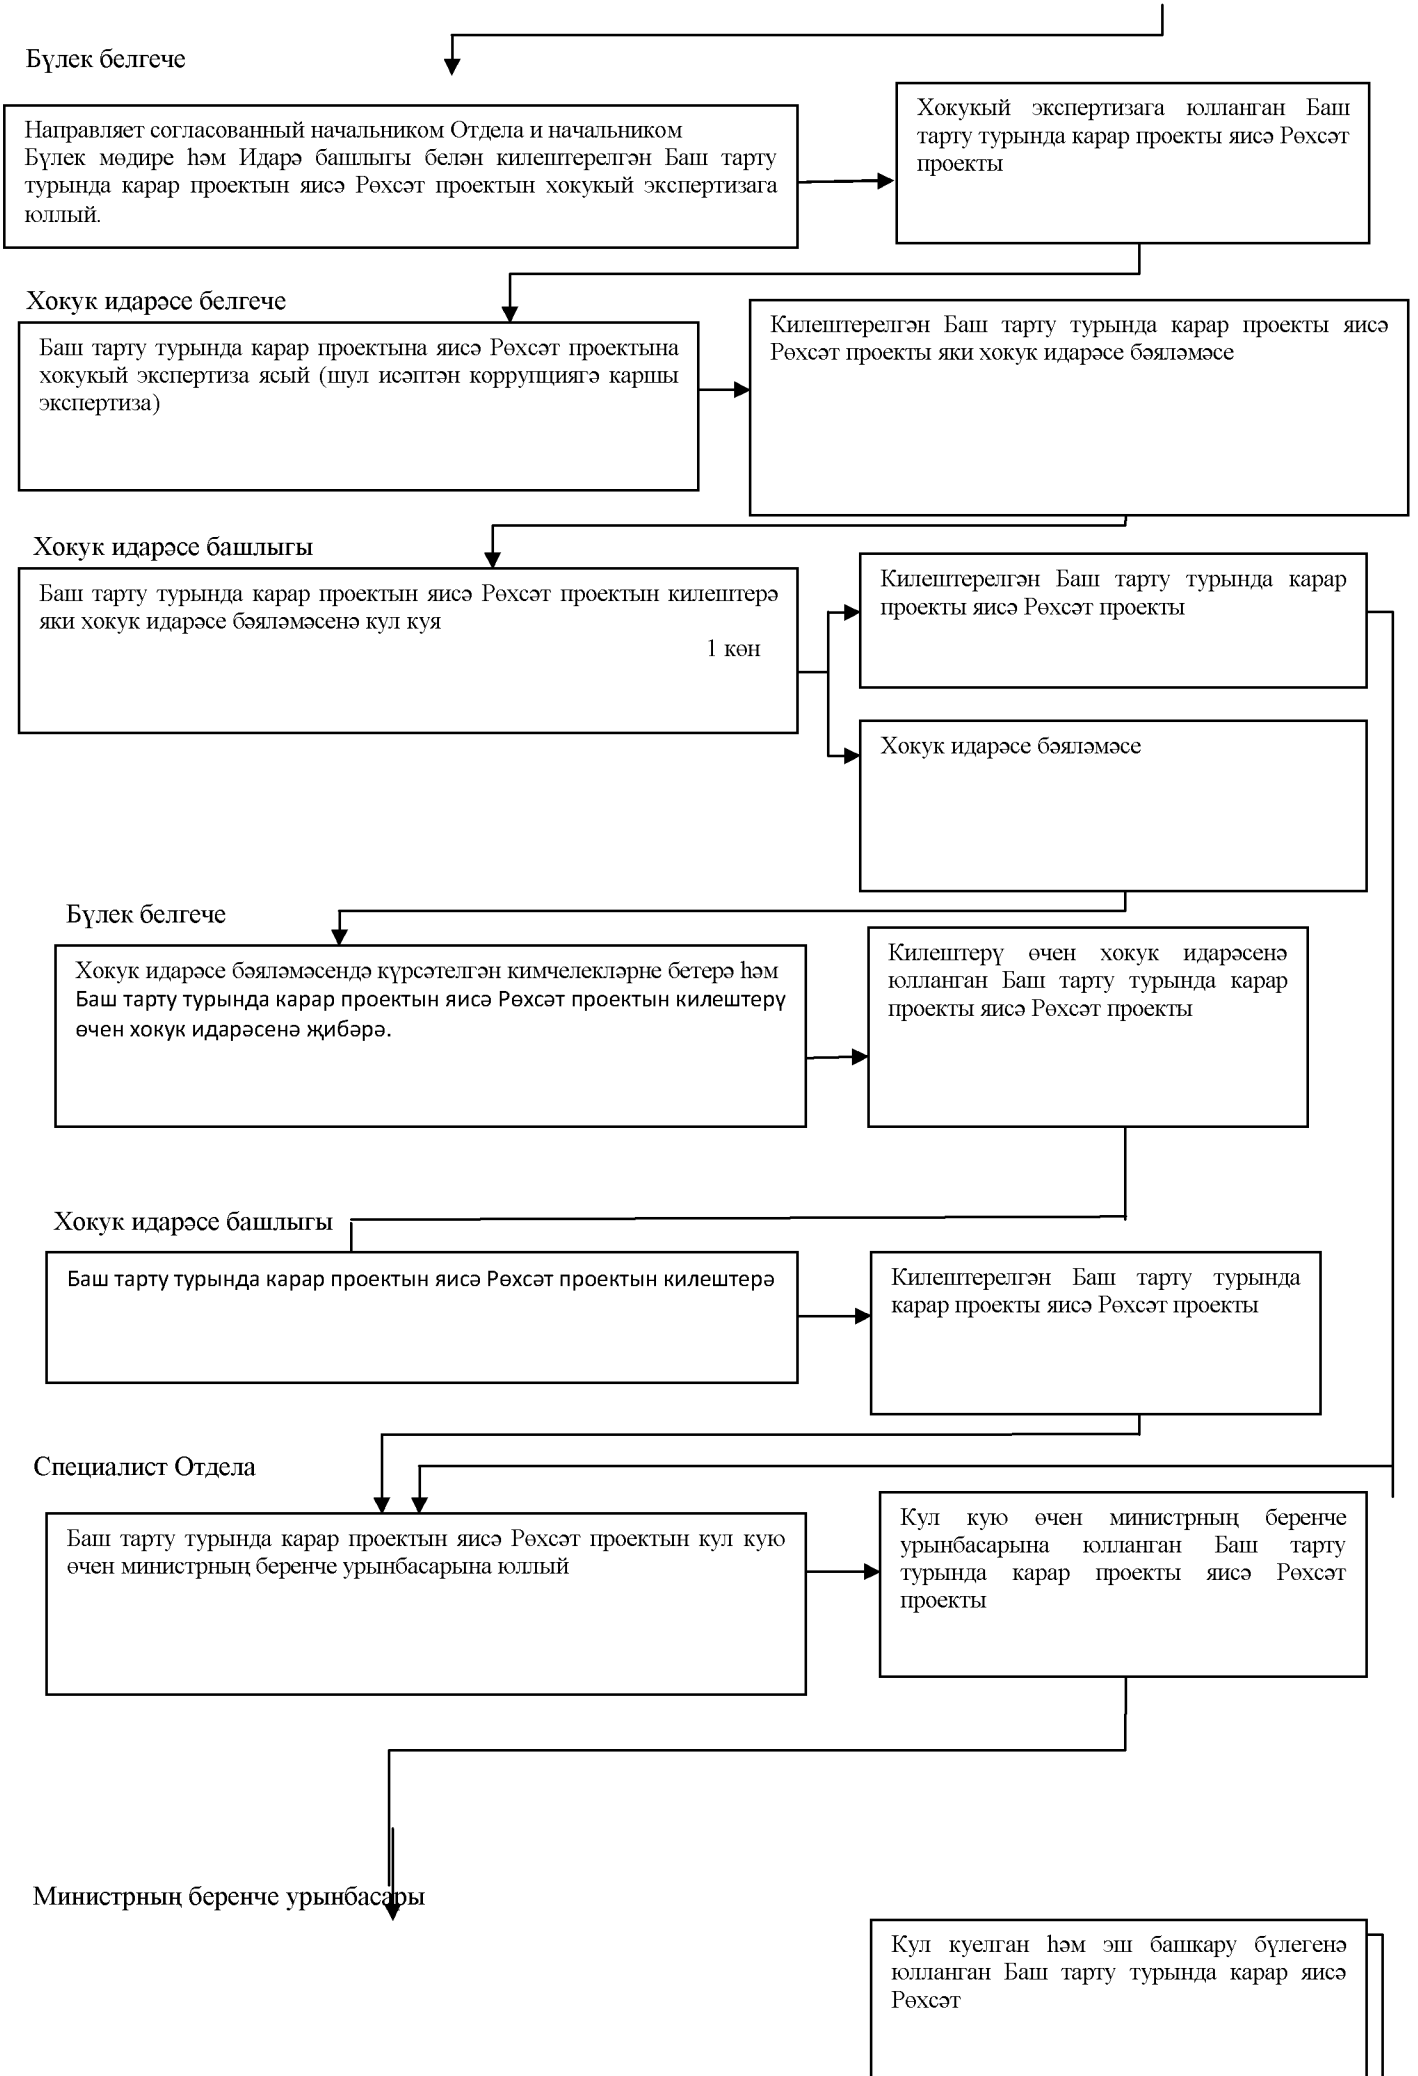 Бүлек белгече
Направляет согласованный начальником Отдела и начальником
Бүлек мөдире һәм Идарә башлыгы белән килештерелгән Баш тарту
турында карар проектын яисә Рөхсәт проектын хокукый экспертизага
юллый.
Хокукый экспертизага юлланган Баш
тарту турында карар проекты яисә Рөхсәт
проекты
Хокук идарәсе белгече
Баш тарту турында карар проектына яисә Рөхсәт проектына
хокукый экспертиза ясый (шул исәптән коррупциягә каршы
экспертиза)
Килештерелгән Баш тарту турында карар проекты яисә
Рөхсәт проекты яки хокук идарәсе бәяләмәсе
Хокук идарәсе башлыгы
Баш тарту турында карар проектын яисә Рөхсәт проектын килештерә
яки хокук идарәсе бәяләмәсенә кул куя
1 көн
Килештерелгән Баш тарту турында карар
проекты яисә Рөхсәт проекты
Хокук идарәсе бәяләмәсе
Бүлек белгече
Хокук идарәсе бәяләмәсендә күрсәтелгән кимчелекләрне бетерә һәм
Баш тарту турында карар проектын яисә Рөхсәт проектын килештерү
өчен хокук идарәсенә җибәрә.
Килештерү өчен хокук идарәсенә
юлланган Баш тарту турында карар
проекты яисә Рөхсәт проекты
Хокук идарәсе башлыгы
Баш тарту турында карар проектын яисә Рөхсәт проектын килештерә
Килештерелгән Баш тарту турында
карар проекты яисә Рөхсәт проекты
Специалист Отдела
Баш тарту турында карар проектын яисә Рөхсәт проектын кул кую
өчен министрның беренче урынбасарына юллый
Кул кую өчен министрның беренче
урынбасарына юлланган Баш тарту
турында карар проекты яисә Рөхсәт
проекты
Министрның беренче урынбасары
Кул куелган һәм эш башкару бүлегенә
юлланган Баш тарту турында карар яисә
Рөхсәт